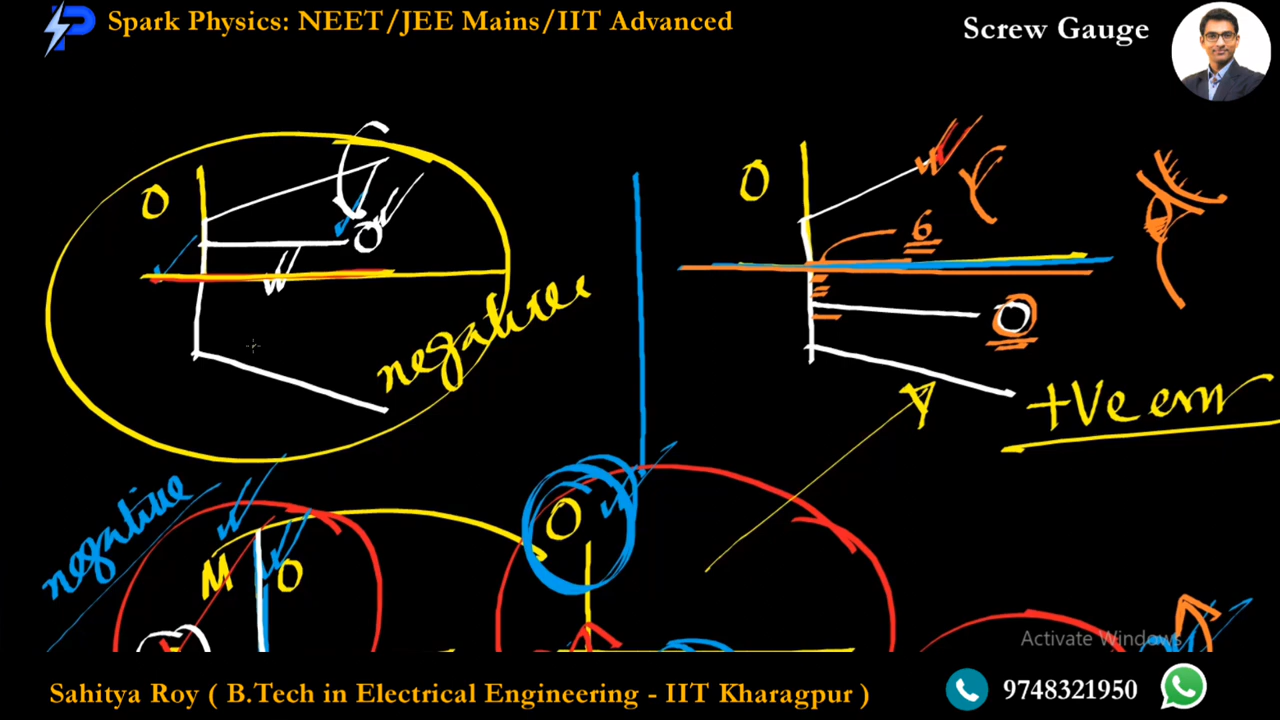 Spark Physics: NEET/JEE Mains/IIT Advanced
Screw Gauge
0
0
negative
0
6
0
+Ve
negative
M 0
0
Activate Windows
Sahitya Roy ( B.Tech in Electrical Engineering - IIT Kharagpur )
9748321950